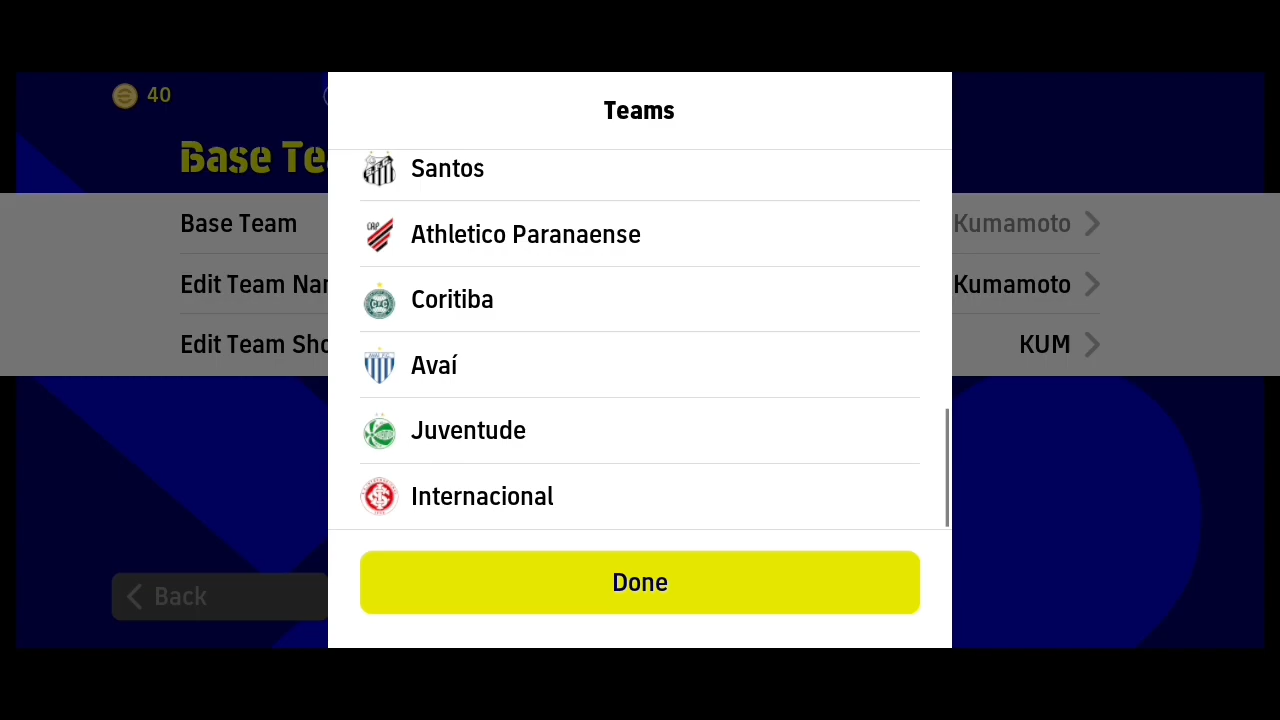 40
Teams
Base Te
Santos
Base Team
Kumamoto
Athletico Paranaense
Edit Team Nar
Kumamoto
Coritiba
Edit Team Sho
KUM
Avaí
Juventude
Internacional
Done
Back